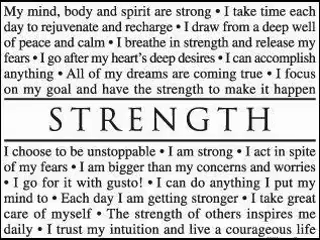 My mind, body and spirit are strong • I take time each
day to rejuvenate and recharge • I draw from a deep well
of peace and calm • I breathe in strength and release my
fears • I go after my heart's deep desires • I can accomplish
anything • All of my dreams are coming true • I focus
on my goal and have the strength to make it happen
STRENGTH
I choose to be unstoppable • I am strong • I act in spite
of my fears • I am bigger than my concerns and worries
• I go for it with gusto! • I can do anything I put my
mind to • Each day I am getting stronger • I take great
care of myself • The strength of others inspires me
daily • I trust my intuition and live a courageous life